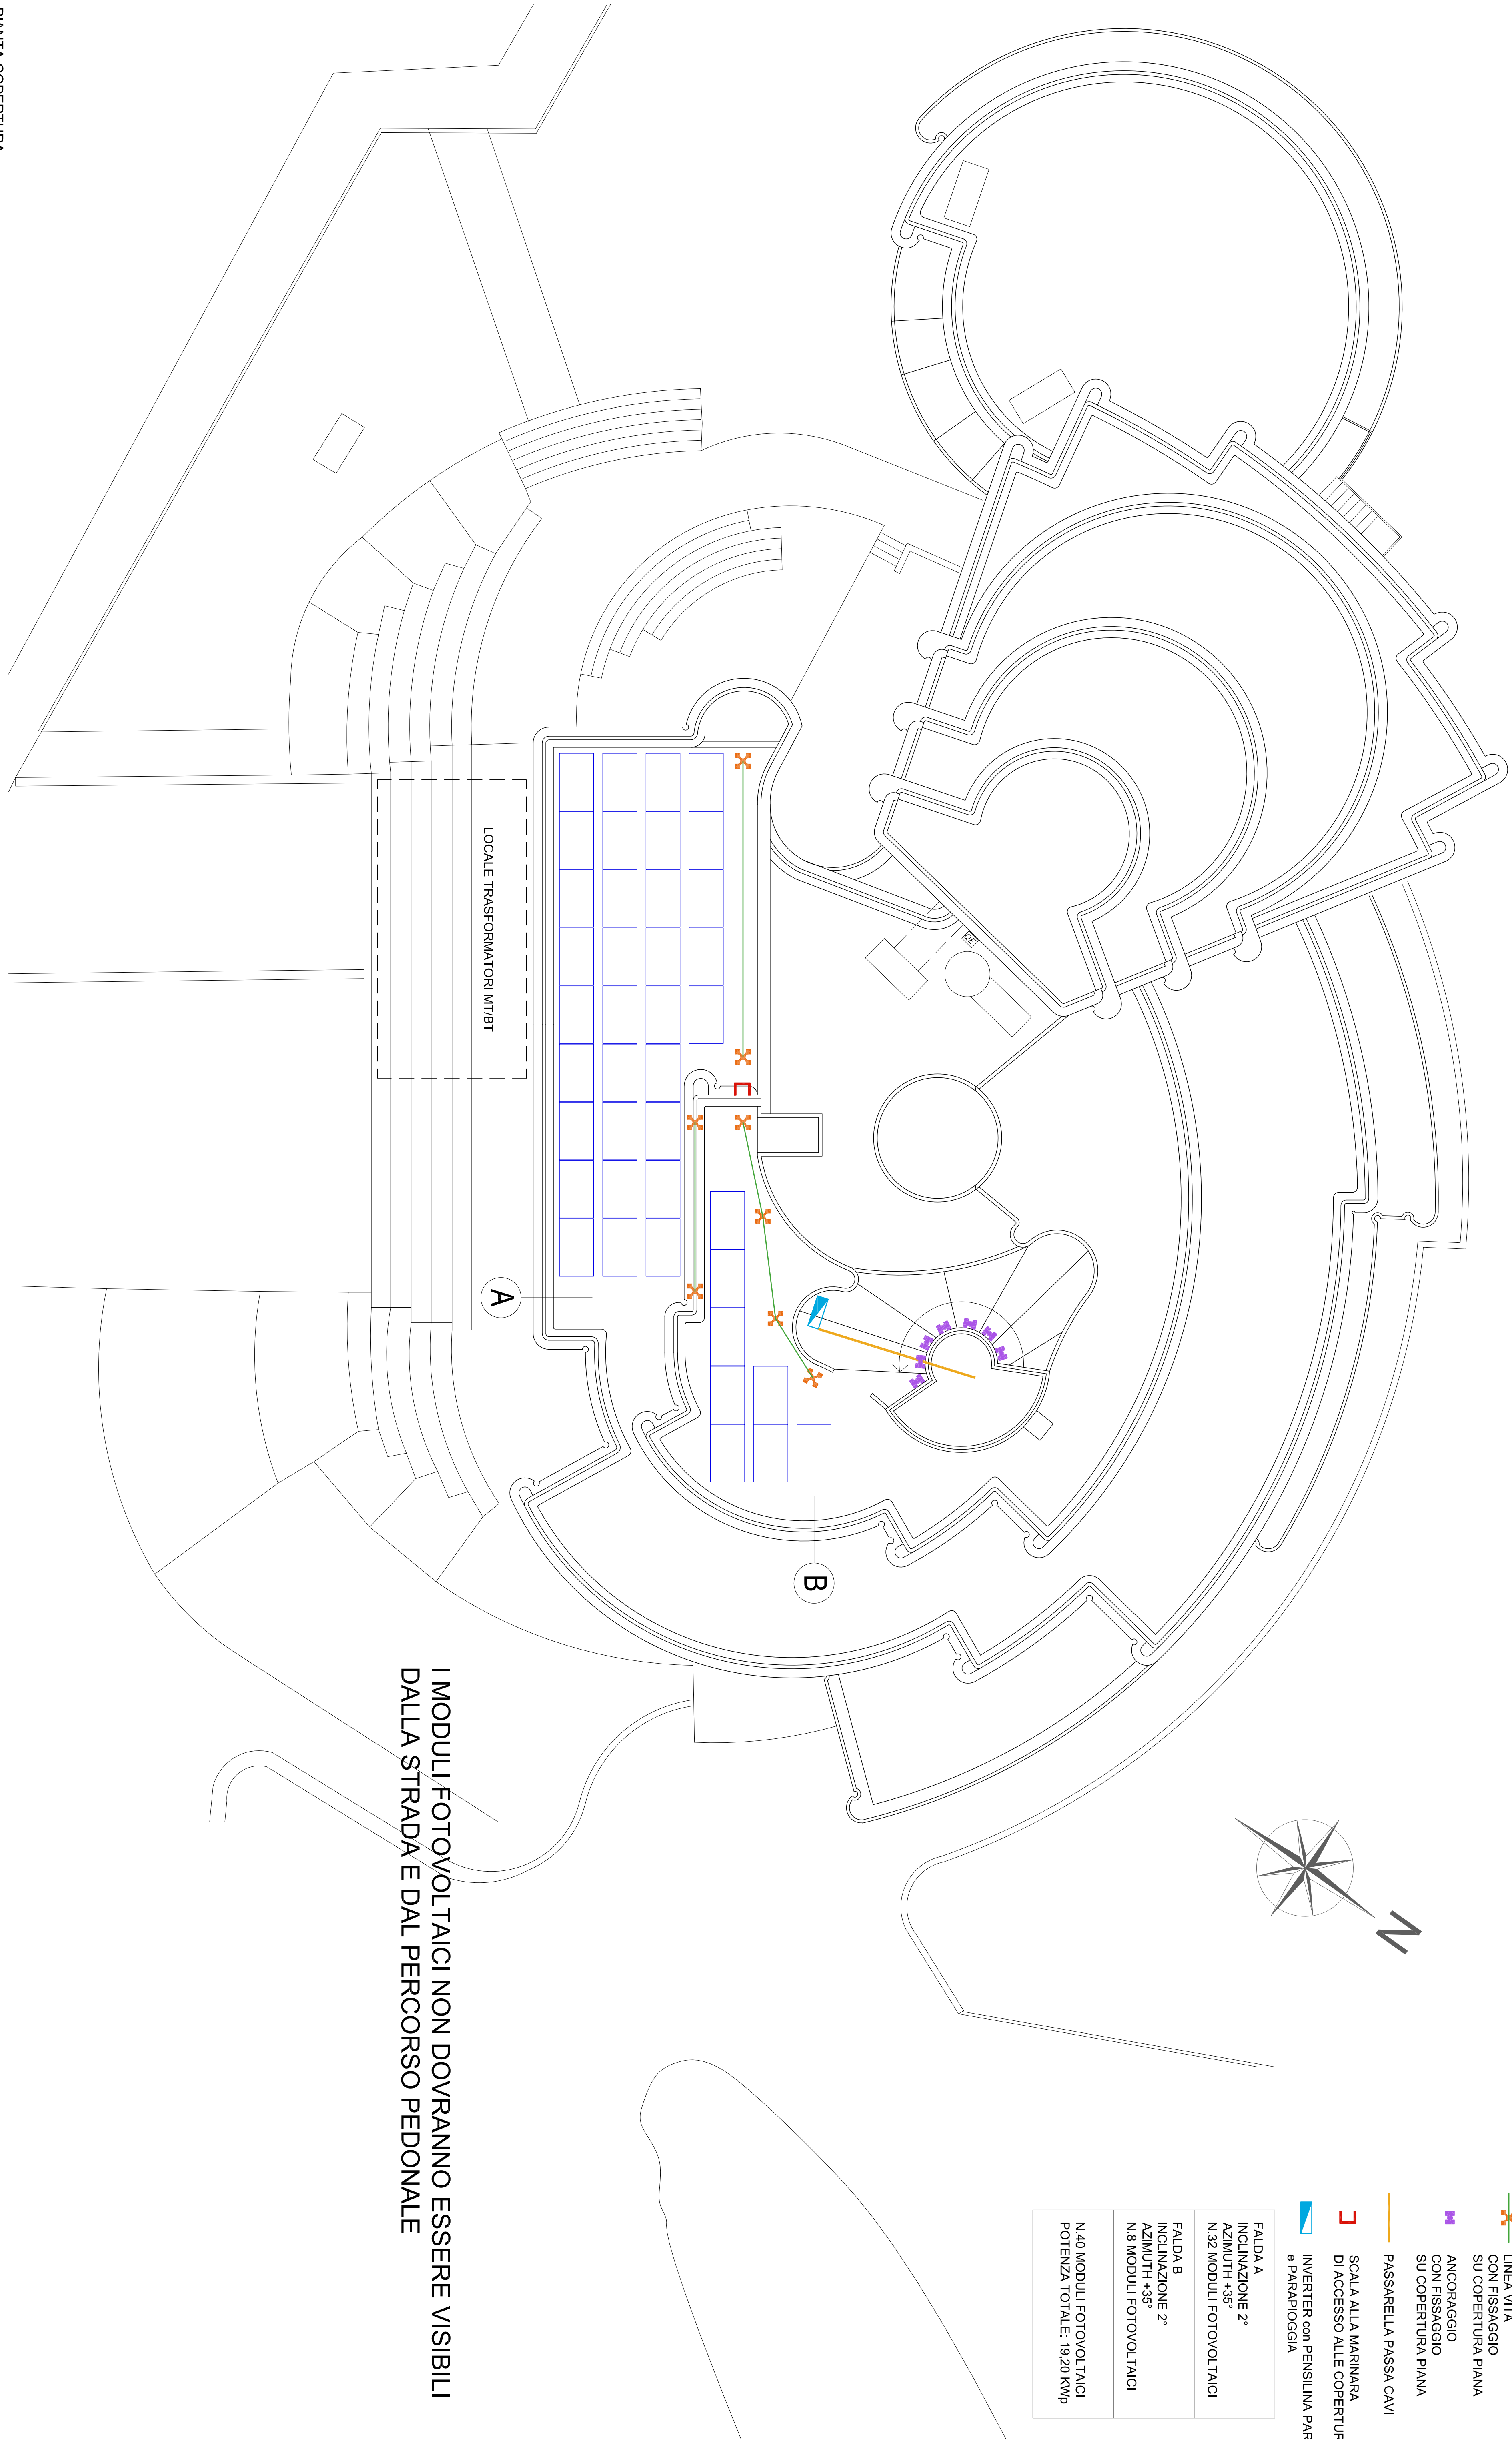 PIANTA COPERTURA
LOCALE TRASFORMATORI MT/BT
QE
A
B
I MODULI FOTOVOLTAICI NON DOVRANNO ESSERE VISIBILI
DALLA STRADA E DAL PERCORSO PEDONALE
N
LINEA VITA
CON FISSAGGIO
SU COPERTURA PIANA
ANCORAGGIO
CON FISSAGGIO
SU COPERTURA PIANA
PASSARELLA PASSA CAVI
SCALA ALLA MARINARA
DI ACCESSO ALLE
INVERTER con PENSILINA
e PARAPIOGGIA
FALDA A
INCLINAZIONE 2°
AZIMUTH +35°
N.32 MODULI FOTOVOLTAICI
FALDA B
INCLINAZIONE 2°
AZIMUTH +35°
N.8 MODULI FOTOVOLTAICI
N.40 MODULI FOTOVOLTAICI
POTENZA TOTALE: 19,20 KWp